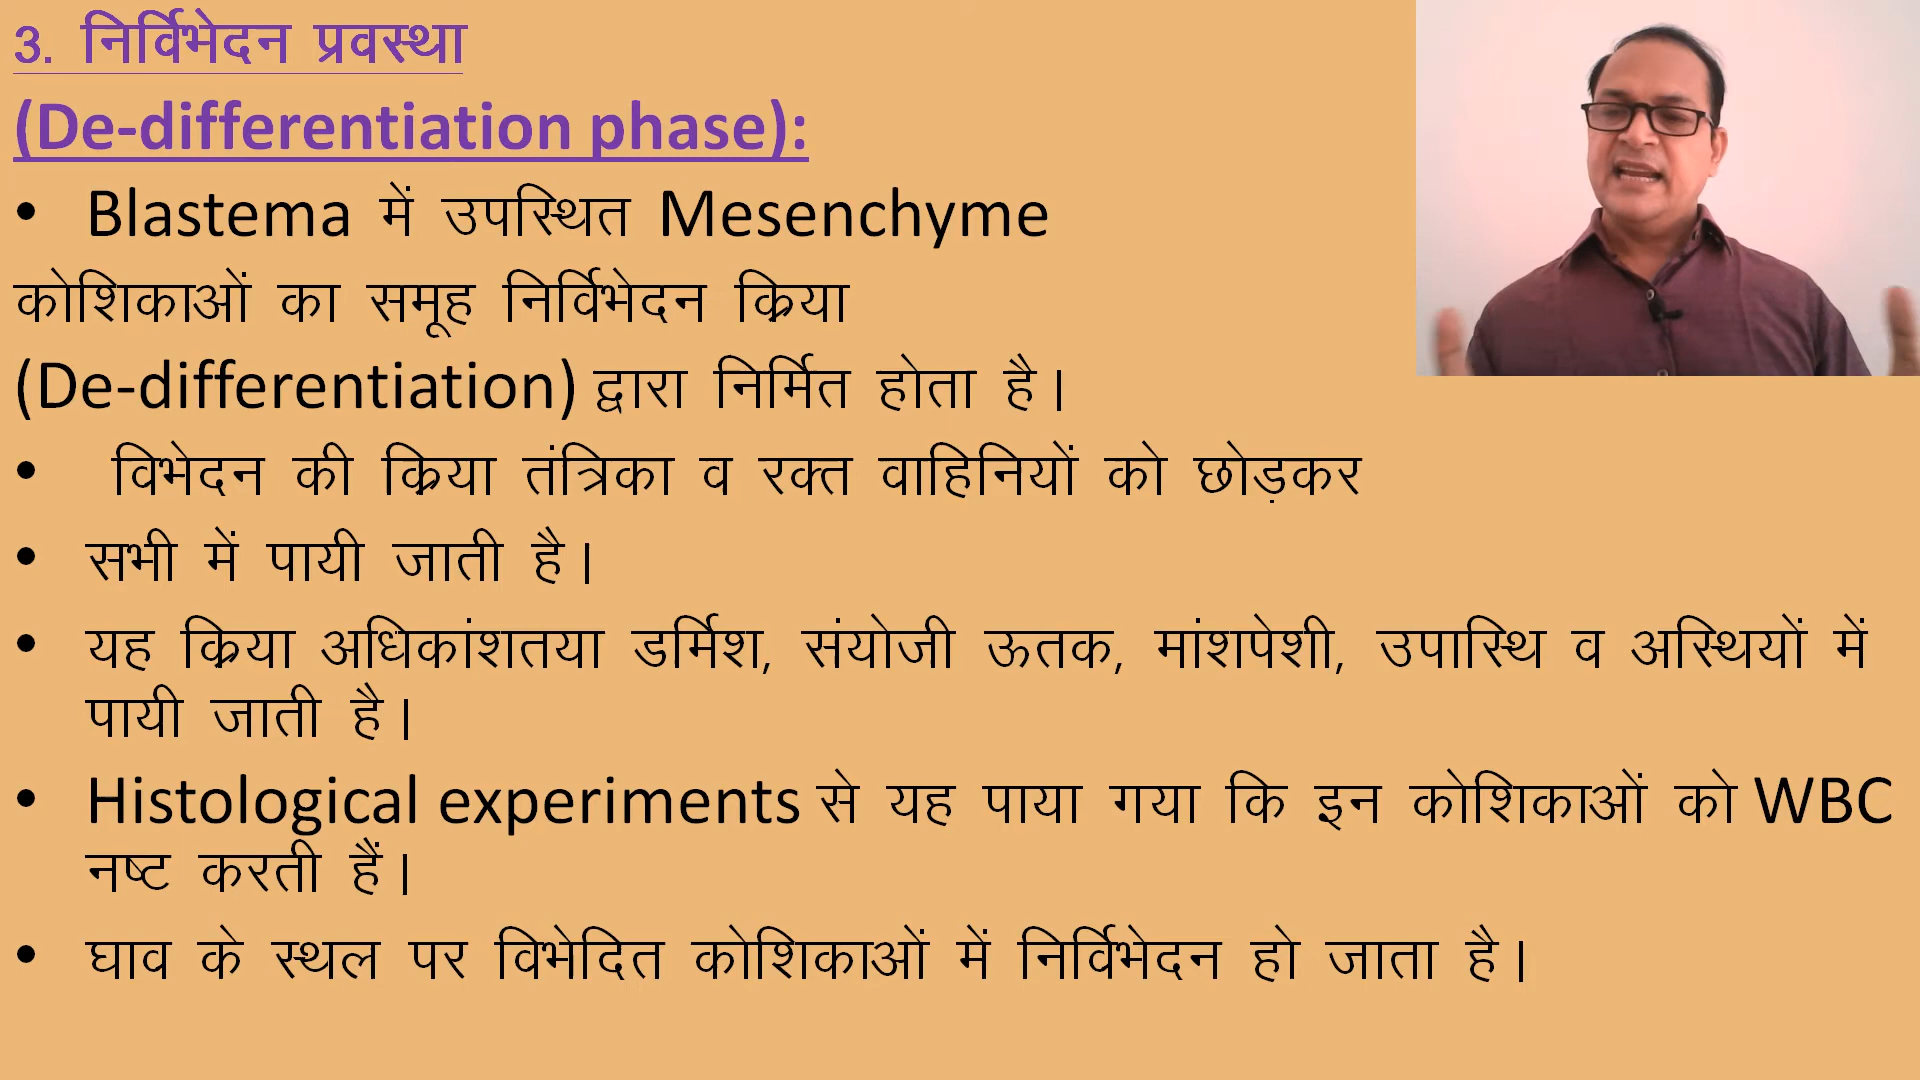 3. निर्विभेदन प्रवस्था
(De-differentiation phase):
• Blastema में उपस्थित Mesenchyme
कोशिकाओं का समूह निर्विभेदन क्रिया
(De-differentiation) द्वारा निर्मित होता है।
• विभेदन की क्रिया तंत्रिका व रक्त वाहिनियों को छोड़कर
• सभी में पायी जाती है।
• यह क्रिया अधिकांशतया डर्मिश, संयोजी ऊतक, मांशपेशी, उपास्थि व अस्थियों में
पायी जाती है।
• Histological experiments से यह पाया गया कि इन कोशिकाओं को WBC
नष्ट करती हैं।
• घाव के स्थल पर विभेदित कोशिकाओं में निर्विभेदन हो जाता है।